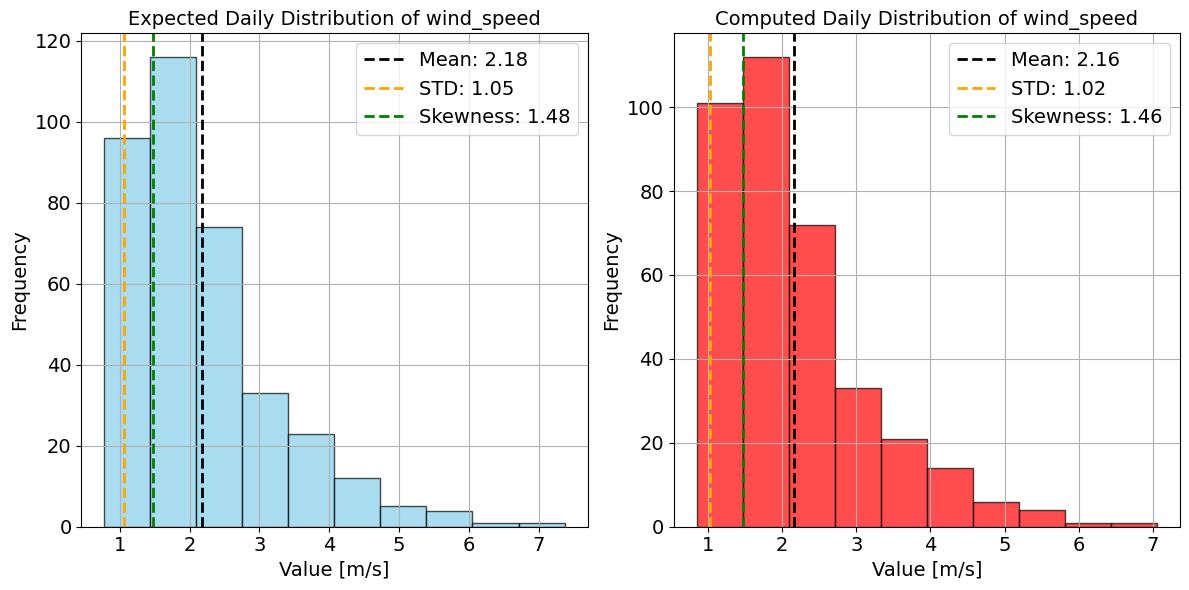 Expected Daily Distribution of wind_speed
Mean: 2.18
STD: 1.05
Skewness: 1.48
120
100
80
60
40
20
0
Frequency
1 2 3 4 5 6 7
Value [m/s]
Computed Daily Distribution of wind_speed
Mean: 2.16
STD: 1.02
Skewness: 1.46
100
80
60
40
20
0
Frequency
1 2 3 4 5 6 7
Value [m/s]